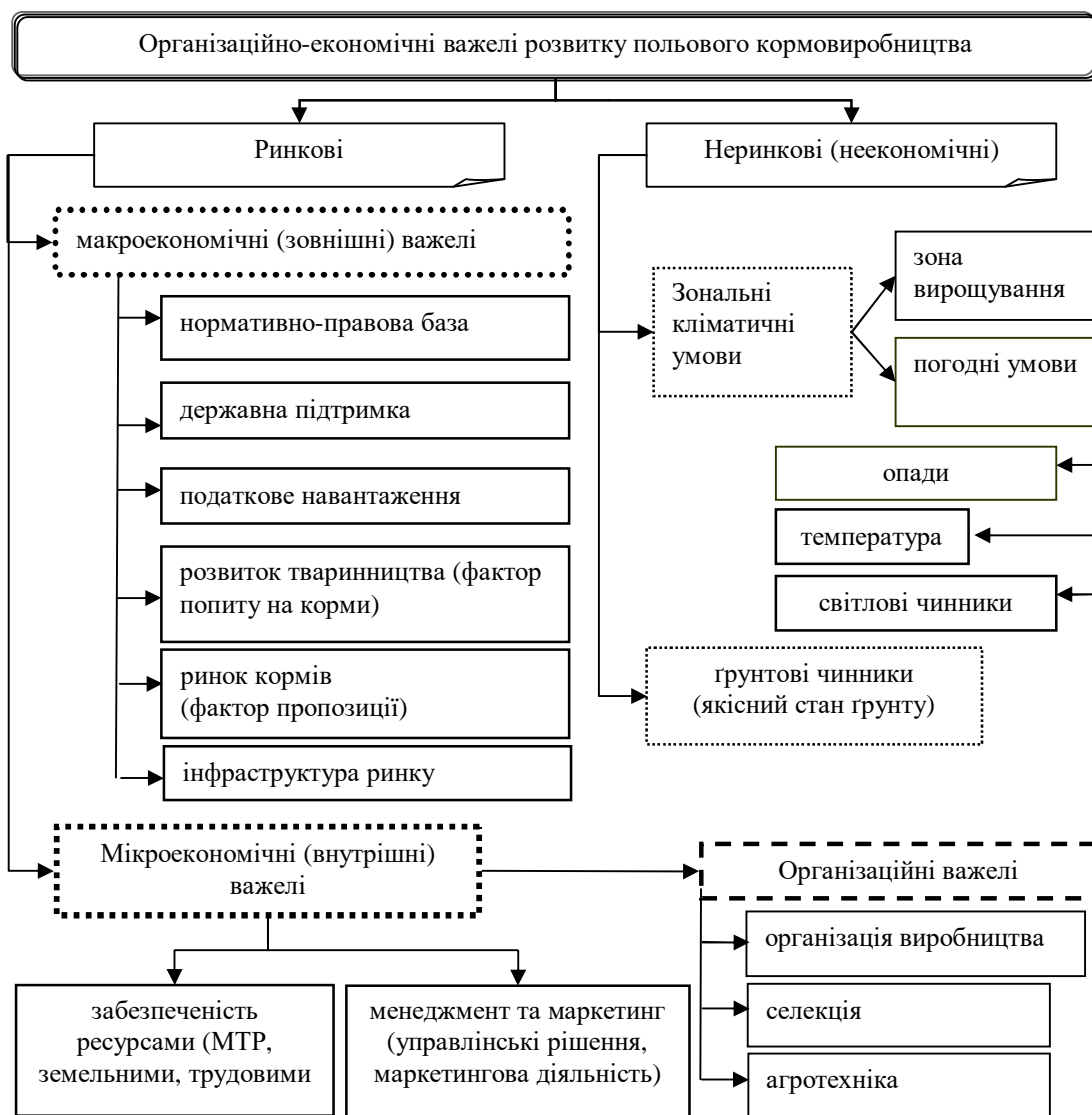 Організаційно-економічні важелі розвитку польового кормовиробництва
Ринкові
Неринкові (неекономічні)
макроекономічні (зовнішні) важелі
нормативно-правова база
державна підтримка
податкове навантаження
розвиток тваринництва (фактор
попиту на корми)
ринок кормів
(фактор пропозиції)
інфраструктура ринку
Зональні
кліматичні
умови
зона
вирощування
погодні умови
опади
температура
світлові чинники
ґрунтові чинники
(якісний стан ґрунту)
Мікроекономічні (внутрішні)
важелі
Організаційні важелі
організація виробництва
селекція
агротехніка
забезпеченість
ресурсами (МТР,
земельними, трудовими
менеджмент та маркетинг
(управлінські рішення,
маркетингова діяльність)